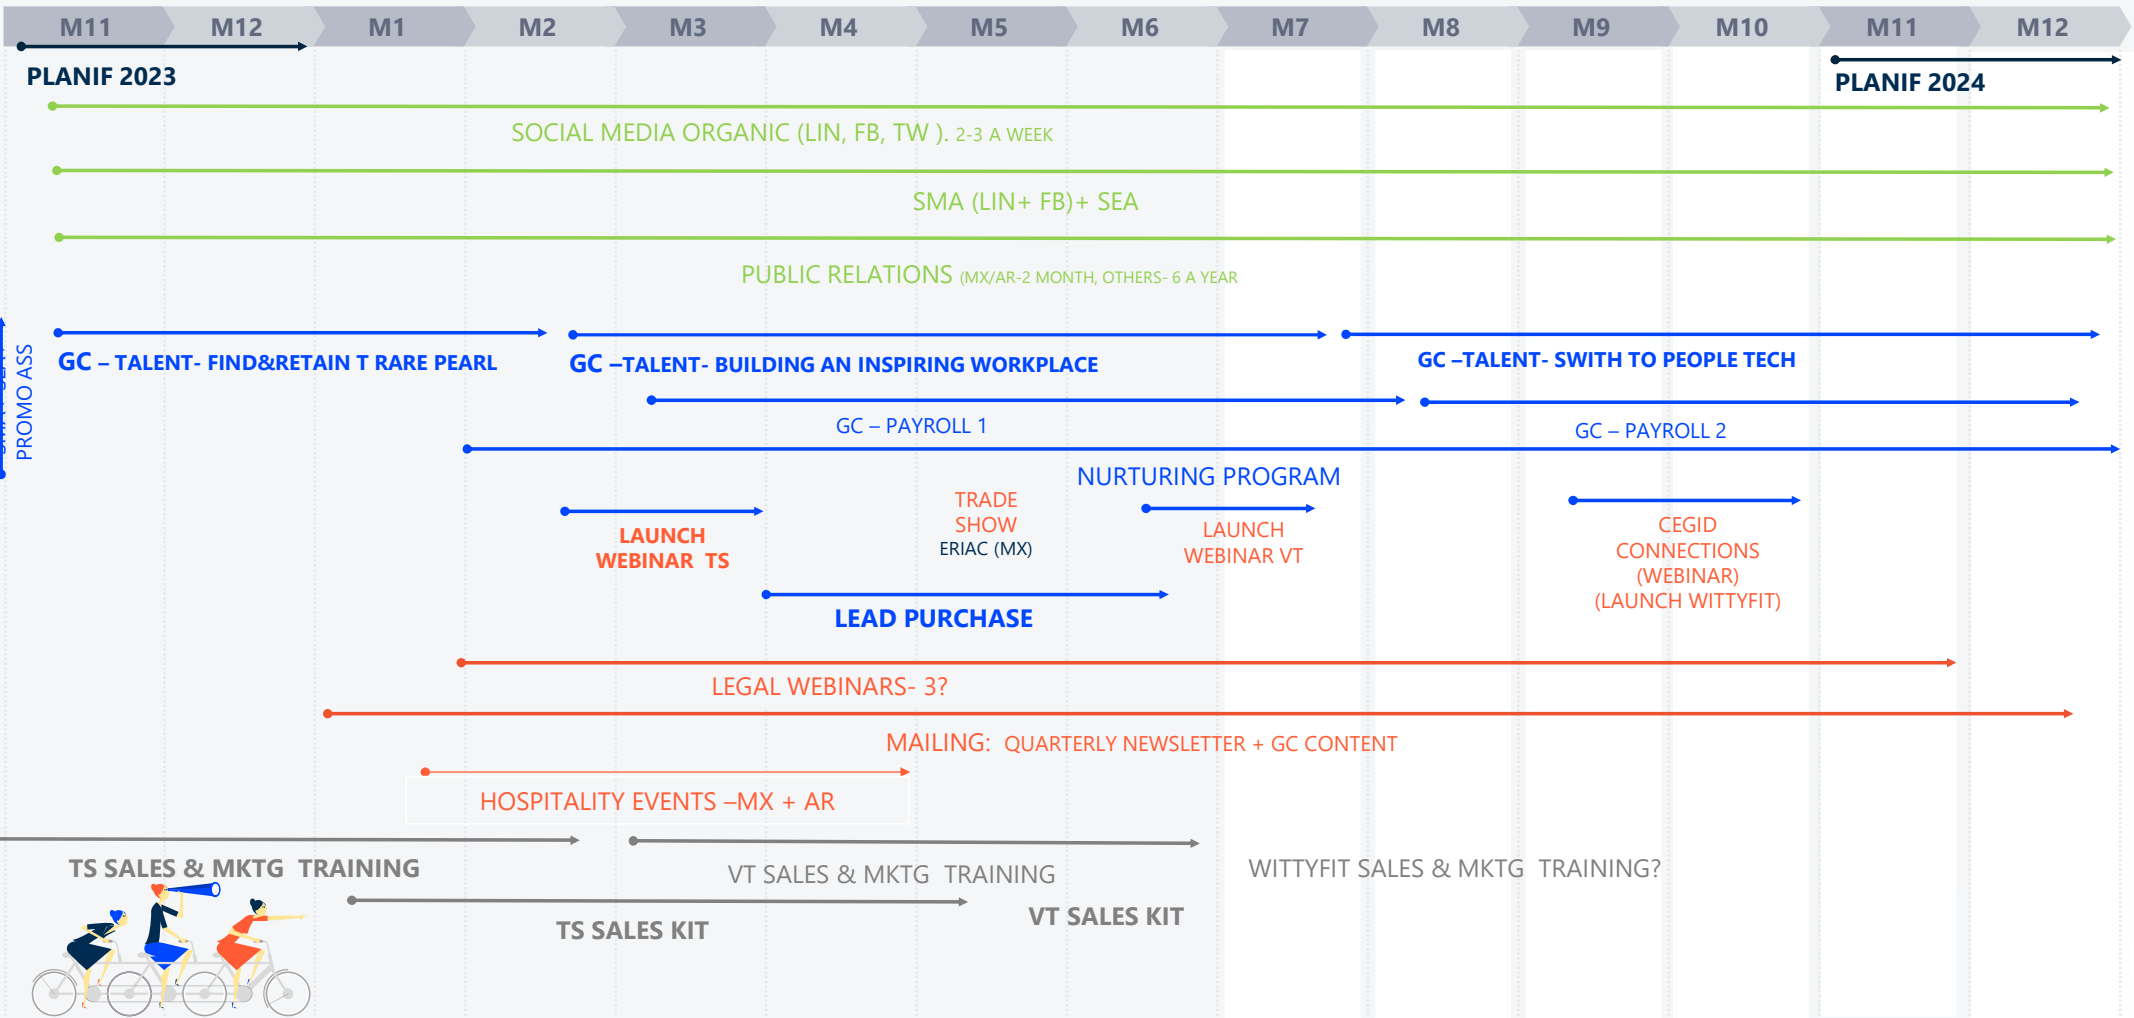 M11 M12 M1 M2 M3 M4 M5 M6 M7 M8 M9 M10 M11 M12
PLANIF 2023
PLANIF 2024
SOCIAL MEDIA ORGANIC (LIN, FB, TW ). 2-3 A WEEK
SMA (LIN+ FB)+ SEA
PUBLIC RELATIONS (MX/AR-2 MONTH, OTHERS- 6 A YEAR
PROMO ASS
GC – TALENT- FIND&RETAIN T RARE PEARL
GC –TALENT- BUILDING AN INSPIRING WORKPLACE
GC –TALENT- SWITH TO PEOPLE TECH
GC – PAYROLL 1
GC – PAYROLL 2
NURTURING PROGRAM
LAUNCH
WEBINAR TS
TRADE
SHOW
ERIAC (MX)
LAUNCH
WEBINAR VT
CEGID
CONNECTIONS
(WEBINAR)
(LAUNCH WITTYFIT)
LEAD PURCHASE
LEGAL WEBINARS- 3?
MAILING: QUARTERLY NEWSLETTER + GC CONTENT
HOSPITALITY EVENTS –MX + AR
TS SALES & MKTG TRAINING
VT SALES & MKTG TRAINING
WITTYFIT SALES & MKTG TRAINING?
TS SALES KIT
VT SALES KIT